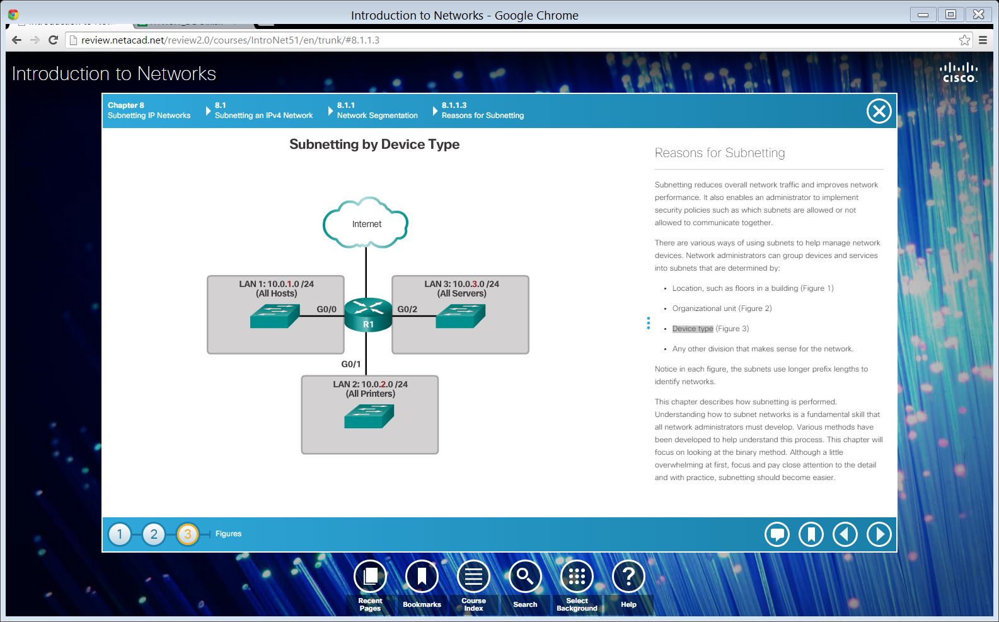 Introduction to Networks - Google Chrome
review.netacad.net/review2.0/courses/IntroNet51/en/trunk/#8.1.1.3
Introduction to Networks
CISCO
Chapter 8
Subnetting IP Networks
8.1
Subnetting an IPv4 Network
8.1.1
Network Segmentation
8.1.1.3
Reasons for Subnetting
Subnetting by Device Type
Internet
LAN 1: 10.0.1.0 /24
(All Hosts)
LAN 3: 10.0.3.0 /24
(All Servers)
G0/0
G0/2
R1
G0/1
LAN 2: 10.0.2.0 /24
(All Printers)
Reasons for Subnetting
Subnetting reduces overall network traffic and improves network
performance. It also enables an administrator to implement
security policies such as which subnets are allowed or not
allowed to communicate together.
There are various ways of using subnets to help manage network
devices. Network administrators can group devices and services
into subnets that are determined by:
• Location, such as floors in a building (Figure 1)
• Organizational unit (Figure 2)
• Device type (Figure 3)
• Any other division that makes sense for the network.
Notice in each figure, the subnets use longer prefix lengths to
identify networks.
This chapter describes how subnetting is performed.
Understanding how to subnet networks is a fundamental skill that
all network administrators must develop. Various methods have
been developed to help understand this process. This chapter will
focus on looking at the binary method. Although a little
overwhelming at first, focus and pay close attention to the detail
and with practice, subnetting should become easier.
1 2 3 Figures
Recent
Pages
Bookmarks
Course
Index
Search
Select
Background
?
Help